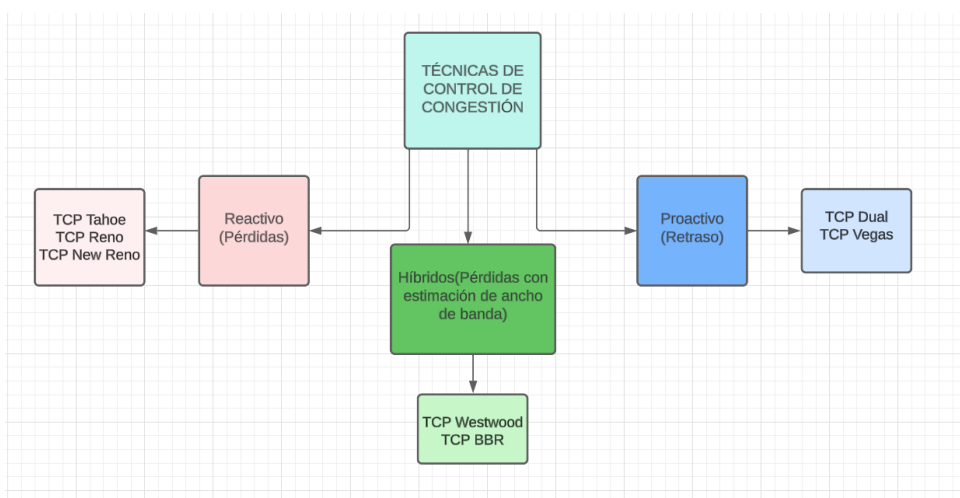 TÉCNICAS DE
CONTROL DE
CONGESTIÓN
TCP Tahoe
TCP Reno
TCP New Reno
Reactivo
(Pérdidas)
Híbridos(Pérdidas con
estimación de ancho
de banda)
Proactivo
(Retraso)
TCP Dual
TCP Vegas
TCP Westwood
TCP BBR